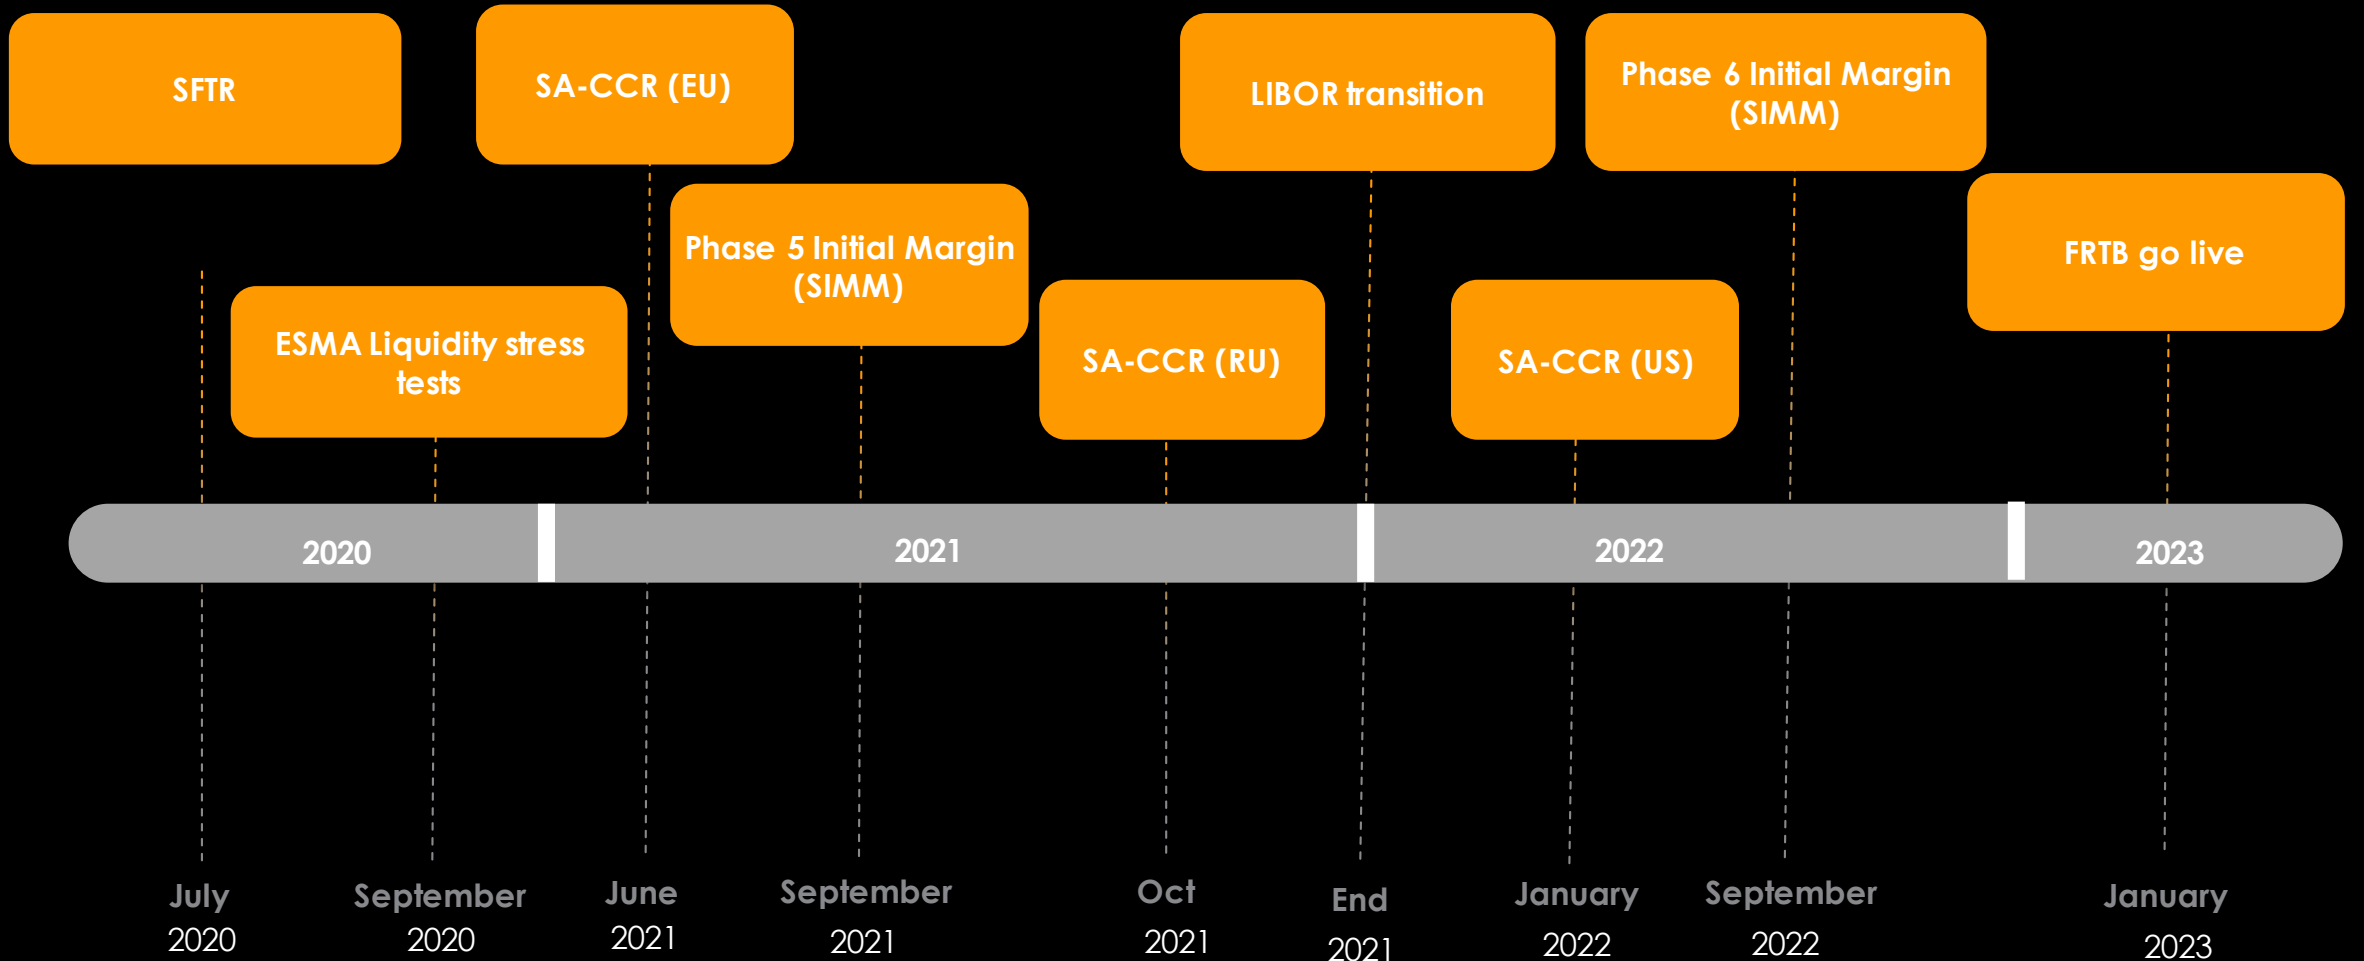 SFTR
SA-CCR (EU)
LIBOR transition
Phase 6 Initial Margin
(SIMM)
Phase 5 Initial Margin
(SIMM)
FRTB go live
ESMA Liquidity stress
tests
SA-CCR (RU)
SA-CCR (US)
2020
2021
2022
2023
July
2020
September
2020
June
2021
September
2021
Oct
2021
End
2021
January
2022
September
2022
January
2023